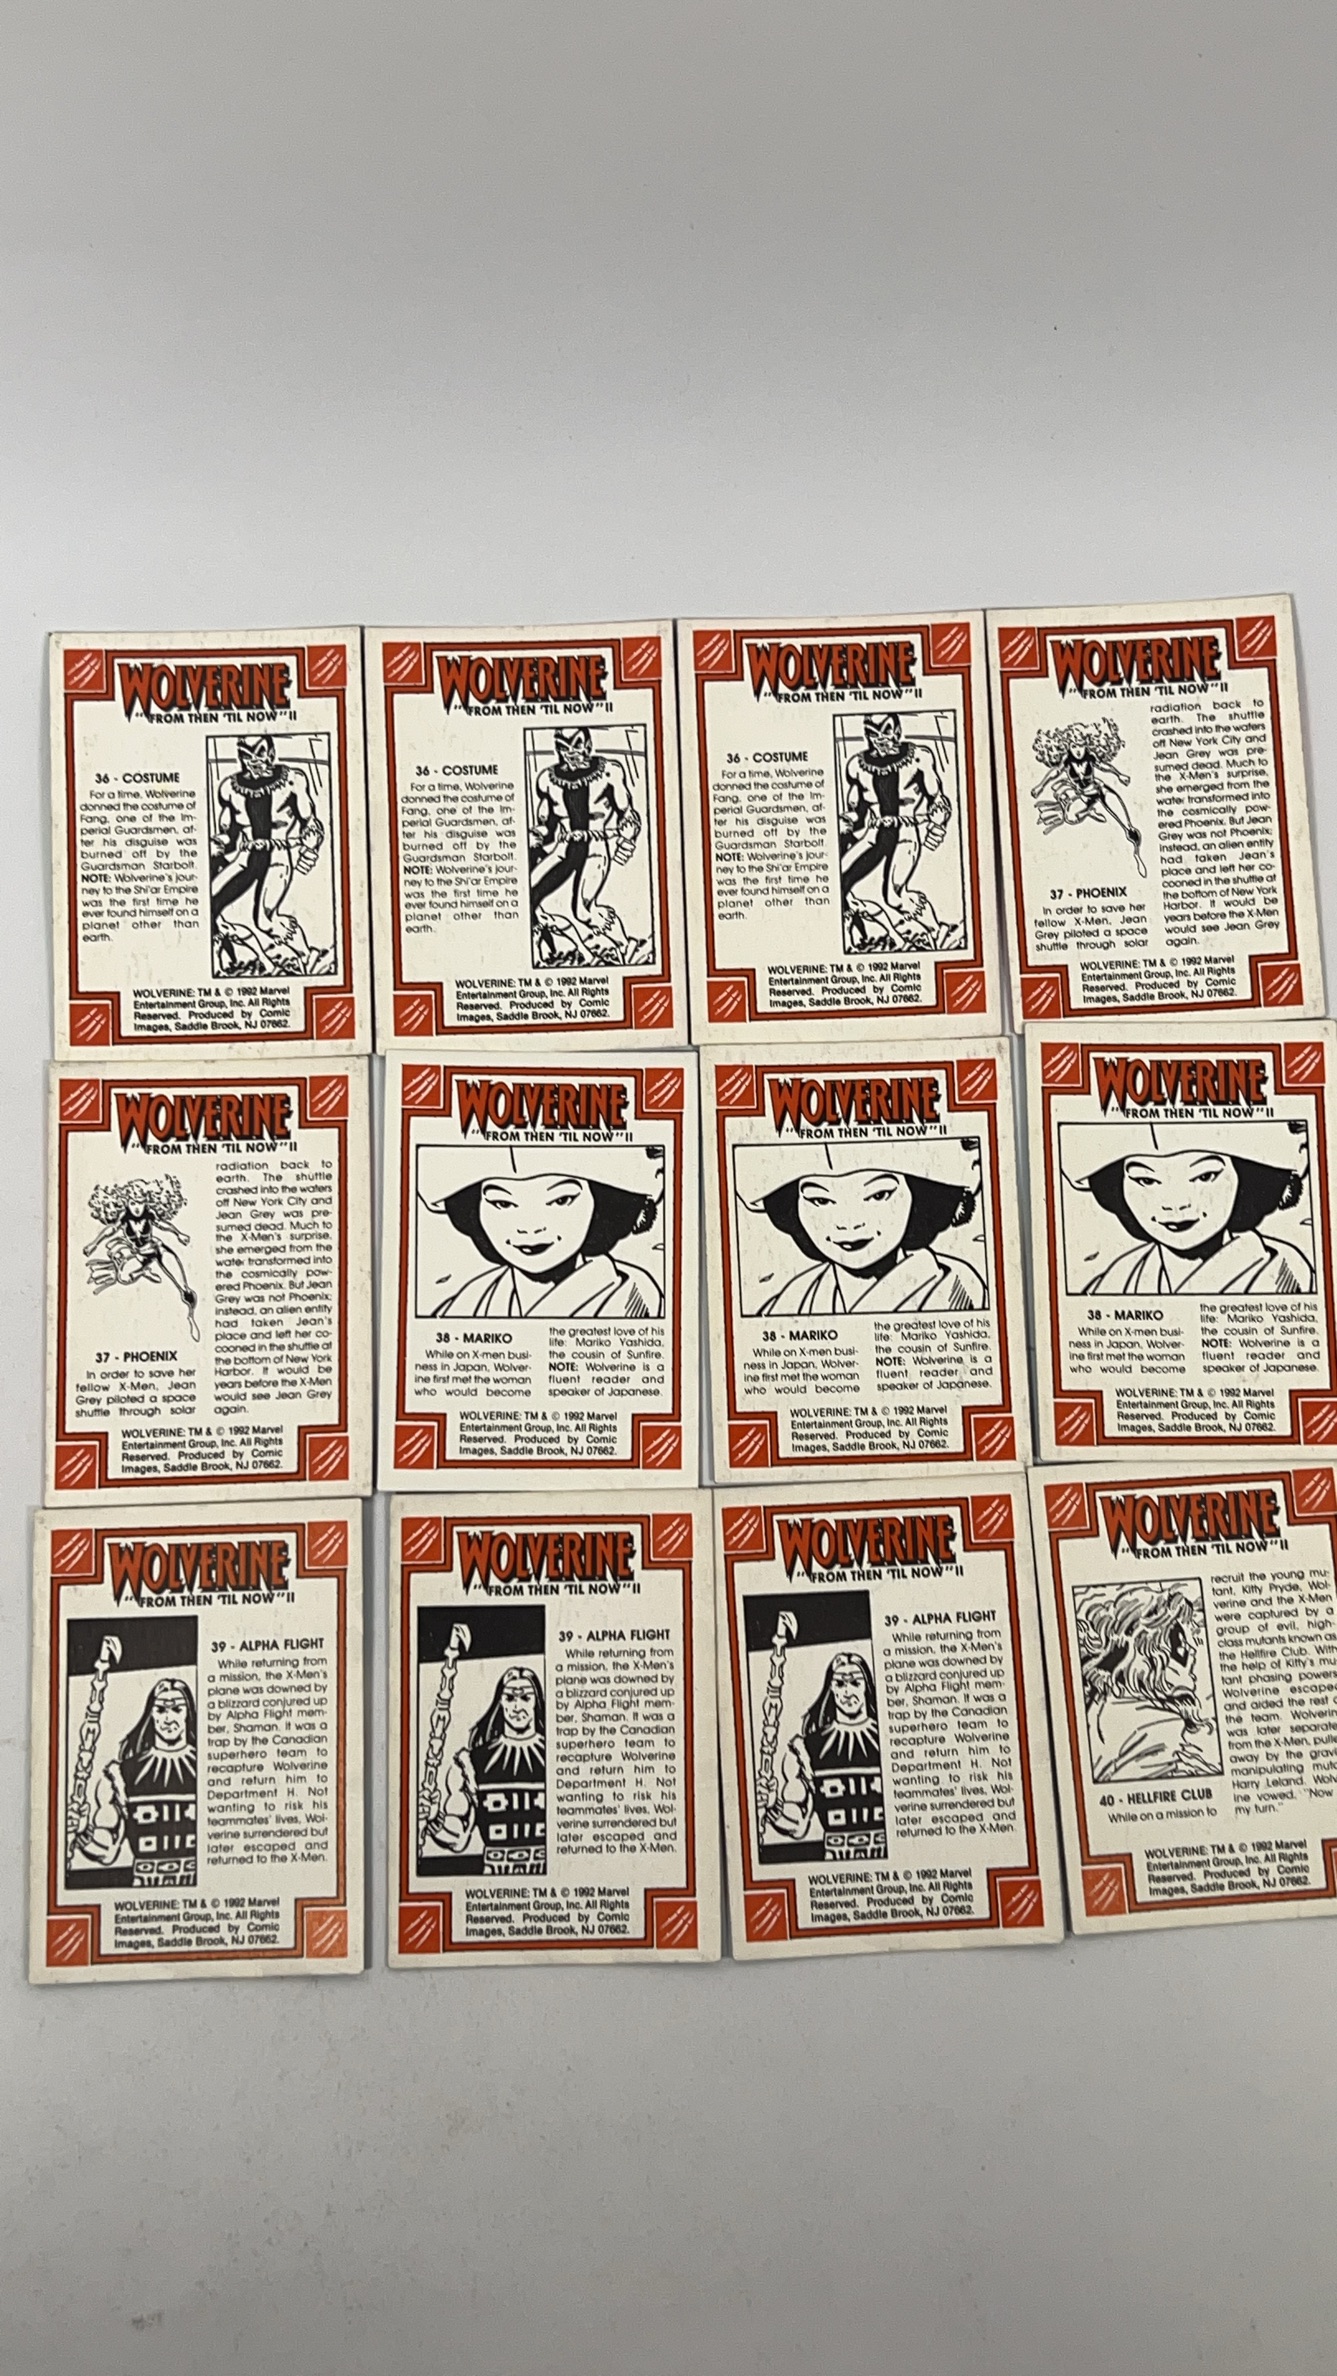 WOLVERINE
"FROM THEN 'TIL NOW" II
36 - COSTUME
For a time, Wolverine
donned the costume of
Fang, one of the Im-
perial Guardsmen, af-
ter his disguise was
burned off by the
Guardsman Starbolt.
NOTE: Wolverine's jour-
ney to the Shi'ar Empire
was the first time he
ever found himself on a
planet other than
earth.
WOLVERINE: TM & © 1992 Marvel
Entertainment Group, Inc. All Rights
Reserved. Produced by Comic
Images, Saddle Brook, NJ 07662.
WOLVERINE
"FROM THEN 'TIL NOW" II
36 - COSTUME
For a time, Wolverine
donned the costume of
Fang, one of the Im-
perial Guardsmen, af-
ter his disguise was
burned off by the
Guardsman Starbolt.
NOTE: Wolverine's jour-
ney to the Shi'ar Empire
was the first time he
ever found himself on a
planet other than
earth.
WOLVERINE: TM & © 1992 Marvel
Entertainment Group, Inc. All Rights
Reserved. Produced by Comic
Images, Saddle Brook, NJ 07662.
WOLVERINE
"FROM THEN 'TIL NOW" II
36 - COSTUME
For a time, Wolverine
donned the costume of
Fang, one of the Im-
perial Guardsmen, af-
ter his disguise was
burned off by the
Guardsman Starbolt.
NOTE: Wolverine's jour-
ney to the Shi'ar Empire
was the first time he
ever found himself on a
planet other than
earth.
WOLVERINE: TM & © 1992 Marvel
Entertainment Group, Inc. All Rights
Reserved. Produced by Comic
Images, Saddle Brook, NJ 07662.
WOLVERINE
"FROM THEN 'TIL NOW" II
37 - PHOENIX
In order to save her
fellow X-Men, Jean
Grey piloted a space
shuttle through solar
radiation back to
earth. The shuttle
crashed into the waters
off New York City and
Jean Grey was pre-
sumed dead. Much to
the X-Men's surprise,
she emerged from the
water transformed into
the cosmically pow-
ered Phoenix. But Jean
Grey was not Phoenix;
instead, an alien entity
had taken Jean's
place and left her co-
cooned in the shuttle at
the bottom of New York
Harbor. It would be
years before the X-Men
would see Jean Grey
again.
WOLVERINE: TM & © 1992 Marvel
Entertainment Group, Inc. All Rights
Reserved. Produced by Comic
Images, Saddle Brook, NJ 07662.
WOLVERINE
"FROM THEN 'TIL NOW" II
37 - PHOENIX
In order to save her
fellow X-Men, Jean
Grey piloted a space
shuttle through solar
radiation back to
earth. The shuttle
crashed into the waters
off New York City and
Jean Grey was pre-
sumed dead. Much to
the X-Men's surprise,
she emerged from the
water transformed into
the cosmically pow-
ered Phoenix. But Jean
Grey was not Phoenix;
instead, an alien entity
had taken Jean's
place and left her co-
cooned in the shuttle at
the bottom of New York
Harbor. It would be
years before the X-Men
would see Jean Grey
again.
WOLVERINE: TM & © 1992 Marvel
Entertainment Group, Inc. All Rights
Reserved. Produced by Comic
Images, Saddle Brook, NJ 07662.
WOLVERINE
"FROM THEN 'TIL NOW" II
38 - MARIKO
While on X-men busi-
ness in Japan, Wolver-
ine first met the woman
who would become
the greatest love of his
life: Mariko Yashida,
the cousin of Sunfire.
NOTE: Wolverine is a
fluent reader and
speaker of Japanese.
WOLVERINE: TM & © 1992 Marvel
Entertainment Group, Inc. All Rights
Reserved. Produced by Comic
Images, Saddle Brook, NJ 07662.
WOLVERINE
"FROM THEN 'TIL NOW" II
38 - MARIKO
While on X-men busi-
ness in Japan, Wolver-
ine first met the woman
who would become
the greatest love of his
life: Mariko Yashida,
the cousin of Sunfire.
NOTE: Wolverine is a
fluent reader and
speaker of Japanese.
WOLVERINE: TM & © 1992 Marvel
Entertainment Group, Inc. All Rights
Reserved. Produced by Comic
Images, Saddle Brook, NJ 07662.
WOLVERINE
"FROM THEN 'TIL NOW" II
38 - MARIKO
While on X-men busi-
ness in Japan, Wolver-
ine first met the woman
who would become
the greatest love of his
life: Mariko Yashida,
the cousin of Sunfire.
NOTE: Wolverine is a
fluent reader and
speaker of Japanese.
WOLVERINE: TM & © 1992 Marvel
Entertainment Group, Inc. All Rights
Reserved. Produced by Comic
Images, Saddle Brook, NJ 07662.
WOLVERINE
"FROM THEN 'TIL NOW" II
39 - ALPHA FLIGHT
While returning from
a mission, the X-Men's
plane was downed by
a blizzard conjured up
by Alpha Flight mem-
ber, Shaman. It was a
trap by the Canadian
superhero team to
recapture Wolverine
and return him to
Department H. Not
wanting to risk his
teammates' lives, Wol-
verine surrendered but
later escaped and
returned to the X-Men.
WOLVERINE: TM & © 1992 Marvel
Entertainment Group, Inc. All Rights
Reserved. Produced by Comic
Images, Saddle Brook, NJ 07662.
WOLVERINE
"FROM THEN 'TIL NOW" II
39 - ALPHA FLIGHT
While returning from
a mission, the X-Men's
plane was downed by
a blizzard conjured up
by Alpha Flight mem-
ber, Shaman. It was a
trap by the Canadian
superhero team to
recapture Wolverine
and return him to
Department H. Not
wanting to risk his
teammates' lives, Wol-
verine surrendered but
later escaped and
returned to the X-Men.
WOLVERINE: TM & © 1992 Marvel
Entertainment Group, Inc. All Rights
Reserved. Produced by Comic
Images, Saddle Brook, NJ 07662.
WOLVERINE
"FROM THEN 'TIL NOW" II
39 - ALPHA FLIGHT
While returning from
a mission, the X-Men's
plane was downed by
a blizzard conjured up
by Alpha Flight mem-
ber, Shaman. It was a
trap by the Canadian
superhero team to
recapture Wolverine
and return him to
Department H. Not
wanting to risk his
teammates' lives, Wol-
verine surrendered but
later escaped and
returned to the X-Men.
WOLVERINE: TM & © 1992 Marvel
Entertainment Group, Inc. All Rights
Reserved. Produced by Comic
Images, Saddle Brook, NJ 07662.
WOLVERINE
"FROM THEN 'TIL NOW" II
40 - HELLFIRE CLUB
While on a mission to
recruit the young mu-
tant, Kitty Pryde, Wol-
verine and the X-Men
were captured by a
group of evil, high-
class mutants known as
the Hellfire Club. With
the help of Kitty's mu-
tant phasing powers
Wolverine escaped
and aided the rest
the team. Wolverin
was later separate
from the X-Men, pulle
away by the grav
manipulating mut
Harry Leland. Wolv
ine vowed, "Now
my turn."
WOLVERINE: TM & © 1992 Marvel
Entertainment Group, Inc. All Rights
Reserved. Produced by Comic
Images, Saddle Brook, NJ 07662.